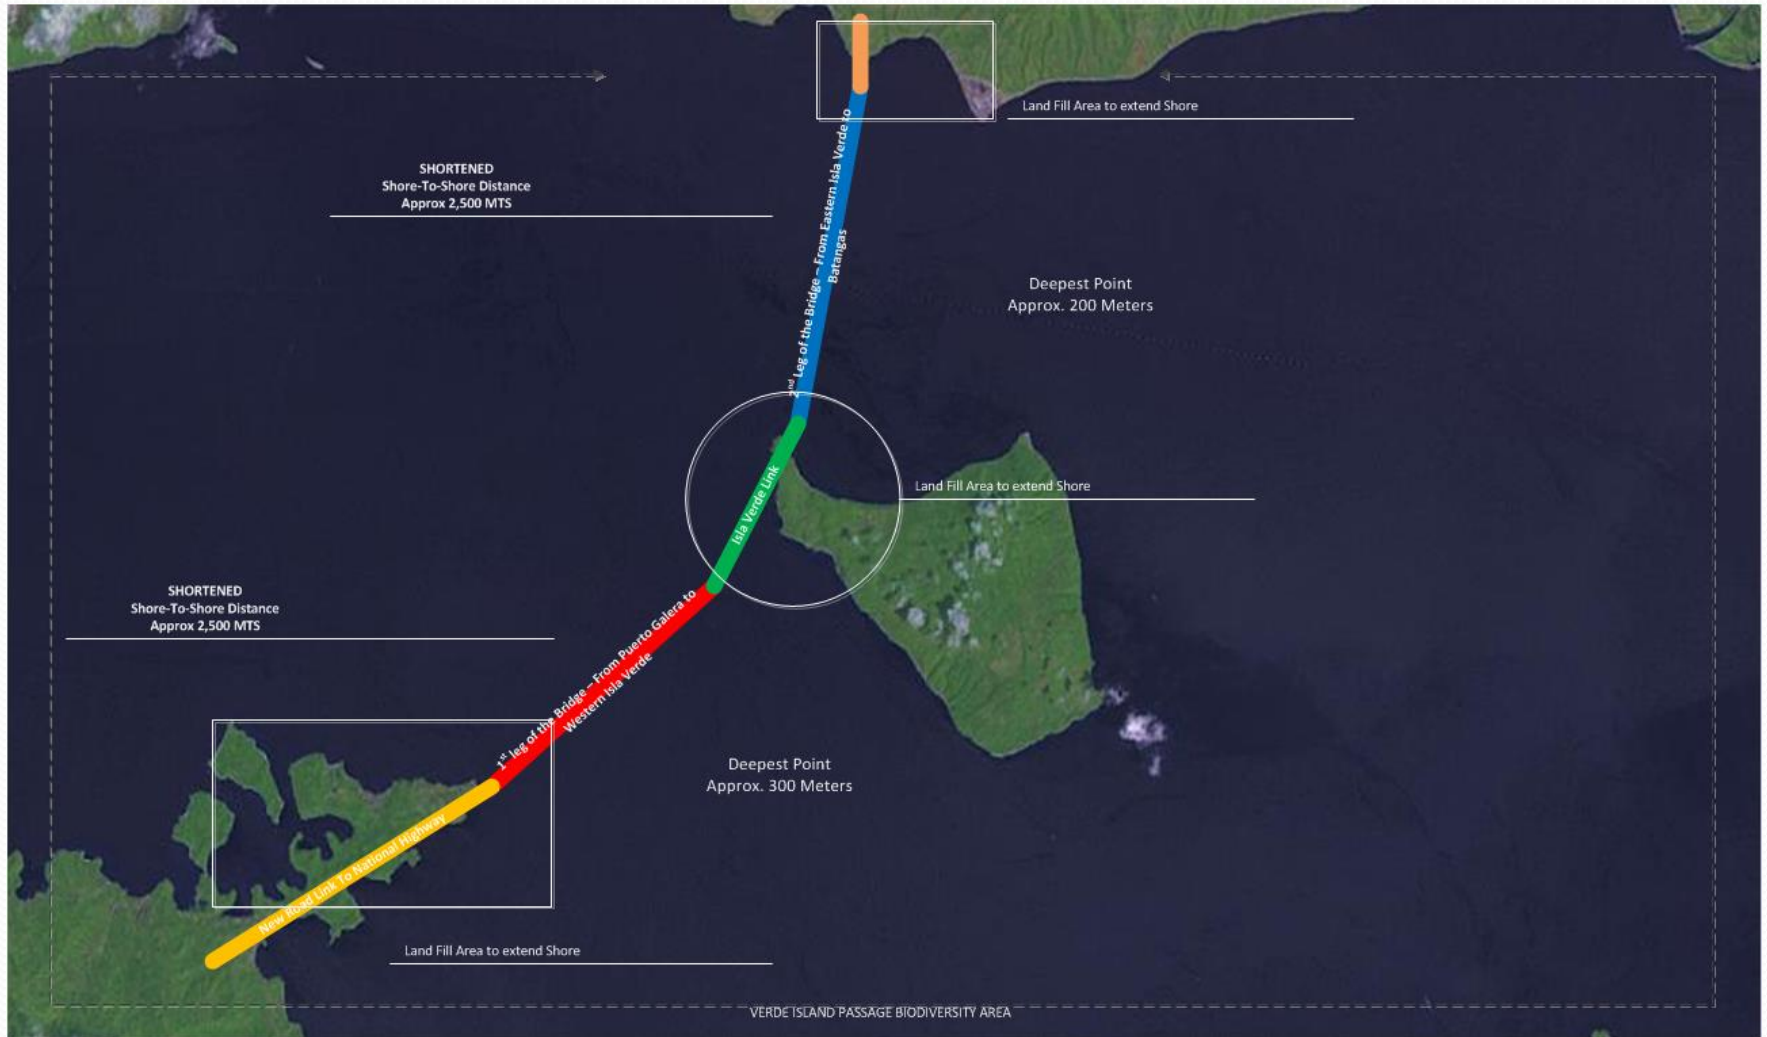 Land Fill Area to extend Shore
SHORTENED
Shore-To-Shore Distance
Approx 2,500 MTS
2nd Leg of the Bridge – From Eastern Isla Verde to
Batangas
Deepest Point
Approx. 200 Meters
Land Fill Area to extend Shore
Isla Verde Link
SHORTENED
Shore-To-Shore Distance
Approx 2,500 MTS
1st leg of the Bridge – From Puerto Galera to
Western Isla Verde
Deepest Point
Approx. 300 Meters
New Road Link To National Highway
Land Fill Area to extend Shore
VERDE ISLAND PASSAGE BIODIVERSITY AREA